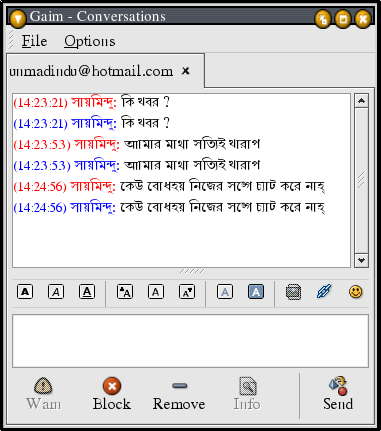 Gaim - Conversations
File Options
unmadindu@hotmail.com
(14:23:21) সায়মিন্দু: কি খবর ?
(14:23:21) সায়মিন্দু: কি খবর ?
(14:23:53) সায়মিন্দু: আমার মাথা সত্যিই খারাপ
(14:23:53) সায়মিন্দু: আমার মাথা সত্যিই খারাপ
(14:24:56) সায়মিন্দু: কেউ বোধহয় নিজের সঙ্গে চ্যাট করে নাহ্
(14:24:56) সায়মিন্দু: কেউ বোধহয় নিজের সঙ্গে চ্যাট করে নাহ্
A A A A A A A A
Warn Block Remove Info Send